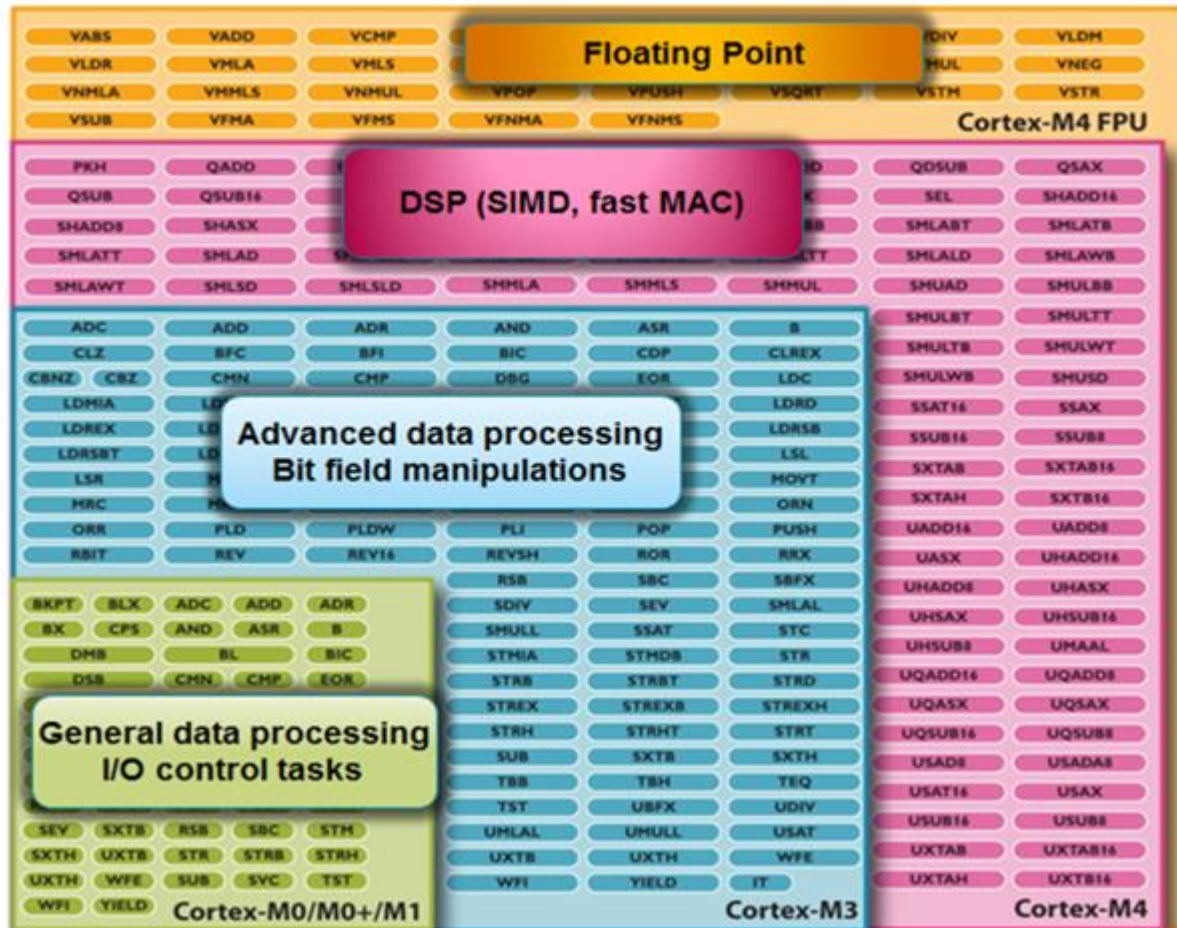 Floating Point
VABS VADD VCMP VLDM
VLDR VMLA VMLS VNEG
VNMLA VMMLS VNMUL VPOP VPUSH VSQRT VSTM VSTR
VSUB VFMA VFMS VFNMA VFNMS
Cortex-M4 FPU
DSP (SIMD, fast MAC)
PKH QADD QDSUB QSAX
QSUB QSUB16 SEL SHADD16
SHADD8 SHASX SMLABT SMLATB
SMLATT SMLAD SMLALD SMLAWB
SMLAWT SMLSD SMLSLD SMMLA SMMLS SMMUL SMUAD SMULBB
SMULBT SMULTT
SMULTB SMULWT
SMULWB SMUSD
SSAT16 SSAX
SSUB16 SSUB8
SXTAB SXTAB16
SXTAH SXTB16
UADD16 UADD8
UASX UHADD16
UHADD8 UHASX
UHSAX UHSUB16
UHSUB8 UMAAL
UQADD16 UQADD8
UQASX UQSAX
UQSUB16 UQSUB8
USAD8 USADA8
USAT16 USAX
USUB16 USUB8
UXTAB UXTAB16
UXTAH UXTB16
Cortex-M4
ADC ADD ADR AND ASR B
CLZ BFC BFI BIC CDP CLREX
CBNZ CBZ CMN CMP DBG EOR LDC
LDMIA LDRD
LDREX LDRSB
LDRSBT LSL
LSR MOVT
MRC ORN
Advanced data processing
Bit field manipulations
ORR PLD PLDW PLI POP PUSH
RBIT REV REV16 REVSH ROR RRX
RSB SBC SBFX
SDIV SEV SMLAL
SMULL SSAT STC
STMIA STMDB STR
STRB STRBT STRD
STREX STREXB STREXH
STRH STRHT STRT
SUB SXTB SXTH
TBB TBH TEQ
TST UBFX UDIV
UMLAL UMULL USAT
UXTB UXTH WFE
WFI YIELD IT
Cortex-M3
BKPT BLX ADC ADD ADR
BX CPS AND ASR B
DMB BL BIC
DSB CMN CMP EOR
General data processing
I/O control tasks
SEV SXTB RSB SBC STM
SXTH UXTB STR STRB STRH
UXTH WFE SUB SVC TST
WFI YIELD
Cortex-M0/M0+/M1